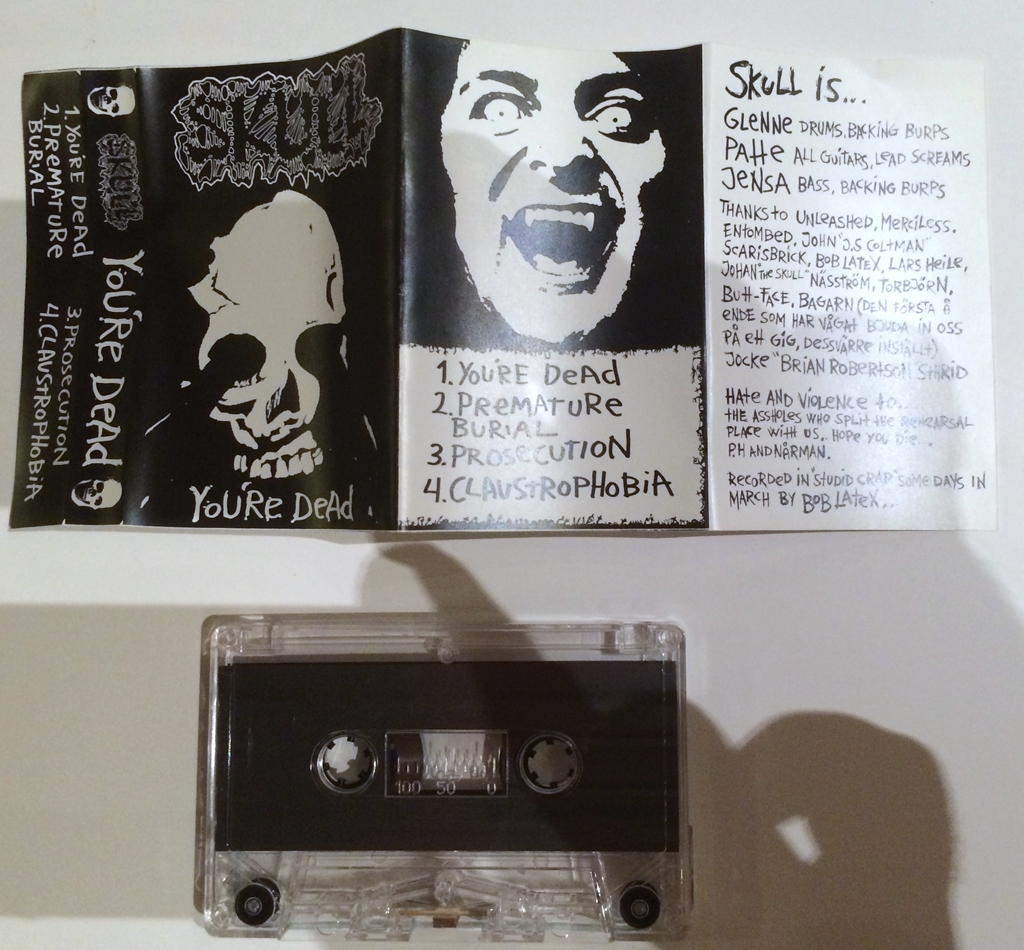 1. YOU'RE DEAD
2. PREMATURE
BURIAL
3. PROSECUTION
4. CLAUSTROPHOBIA
SKULL
YOU'RE DEAD
SKULL
YOU'RE DEAD
1. YOU'RE DEAD
2. PREMATURE
BURIAL
3. PROSECUTION
4. CLAUSTROPHOBIA
SKULL IS...
GLENNE DRUMS, BACKING BURPS
PATTE ALL GUITARS, LEAD SCREAMS
JENSA BASS, BACKING BURPS
THANKS TO UNLEASHED, MERCILESS,
ENTOMBED, JOHN "J.S COLTMAN"
SCARISBRICK, BOB LATEX, LARS HEILE,
JOHAN "THE SKULL" NÄSSTRÖM, TORBJÖRN,
BUTT-FACE, BAGARN (DEN FÖRSTA Å
ENDE SOM HAR VÅGAT BJUDA IN OSS
PÅ ETT GIG, DESSVÄRRE INSTÄLLT)
JOCKE "BRIAN ROBERTSON" STHRID
HATE AND VIOLENCE TO...
THE ASSHOLES WHO SPLIT THE REHEARSAL
PLACE WITH US. HOPE YOU DIE...
P.H AND NÄRMAN.
RECORDED IN "STUDIO CRAP" SOME DAYS IN
MARCH BY BOB LATEX..
100 50 0